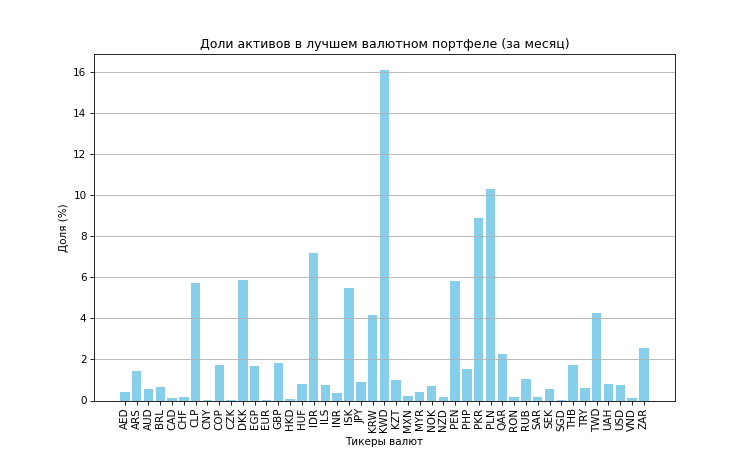 Доли активов в лучшем валютном портфеле (за месяц)
Доля (%)
16
14
12
10
8
6
4
2
0
AED ARS AUD BRL CAD CHF CLP CNY COP CZK DKK EGP EUR GBP HKD HUF IDR ILS INR ISK JPY KRW KWD KZT MXN MYR NOK NZD PEN PHP PKR PLN QAR RON RUB SAR SEK SGD THB TRY TWD UAH USD VND ZAR
Тикеры валют